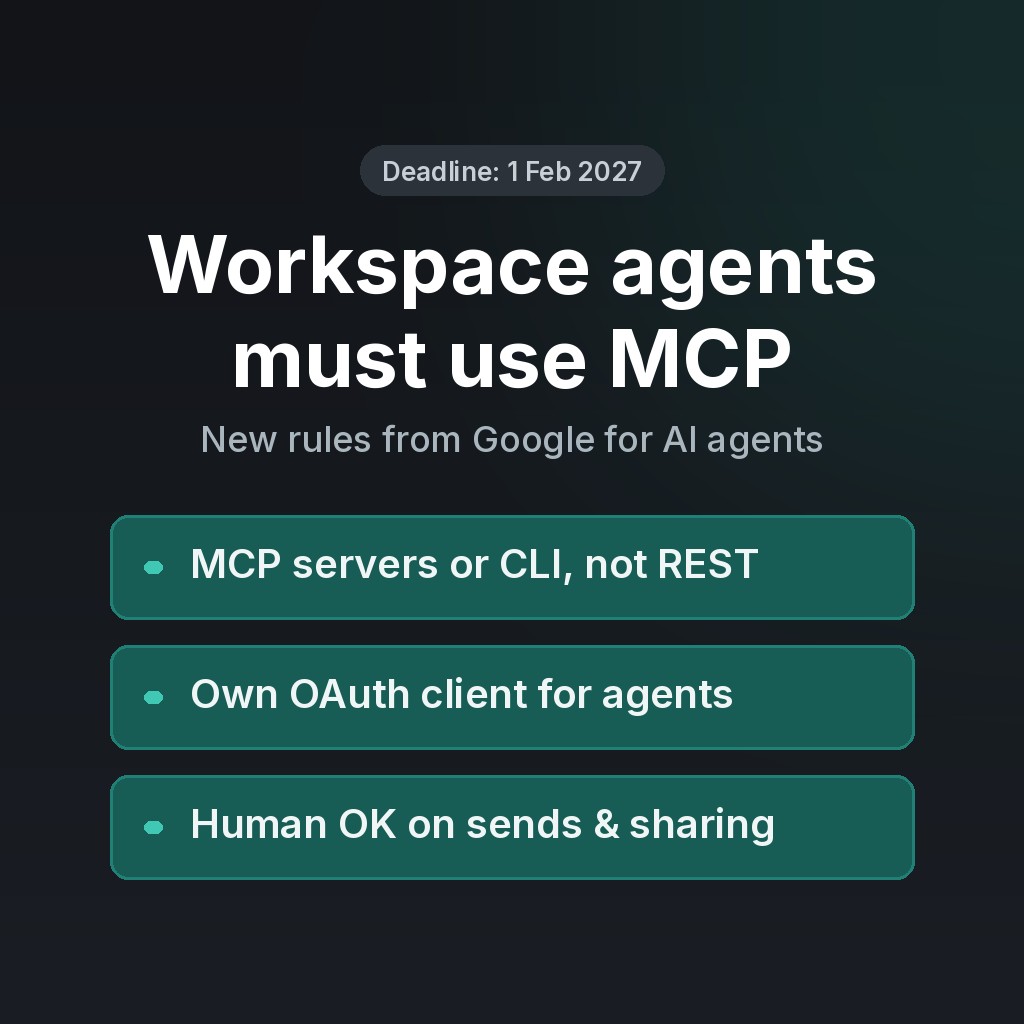 Deadline: 1 Feb 2027
Workspace agents
must use MCP
New rules from Google for AI agents
MCP servers or CLI, not REST
Own OAuth client for agents
Human OK on sends & sharing